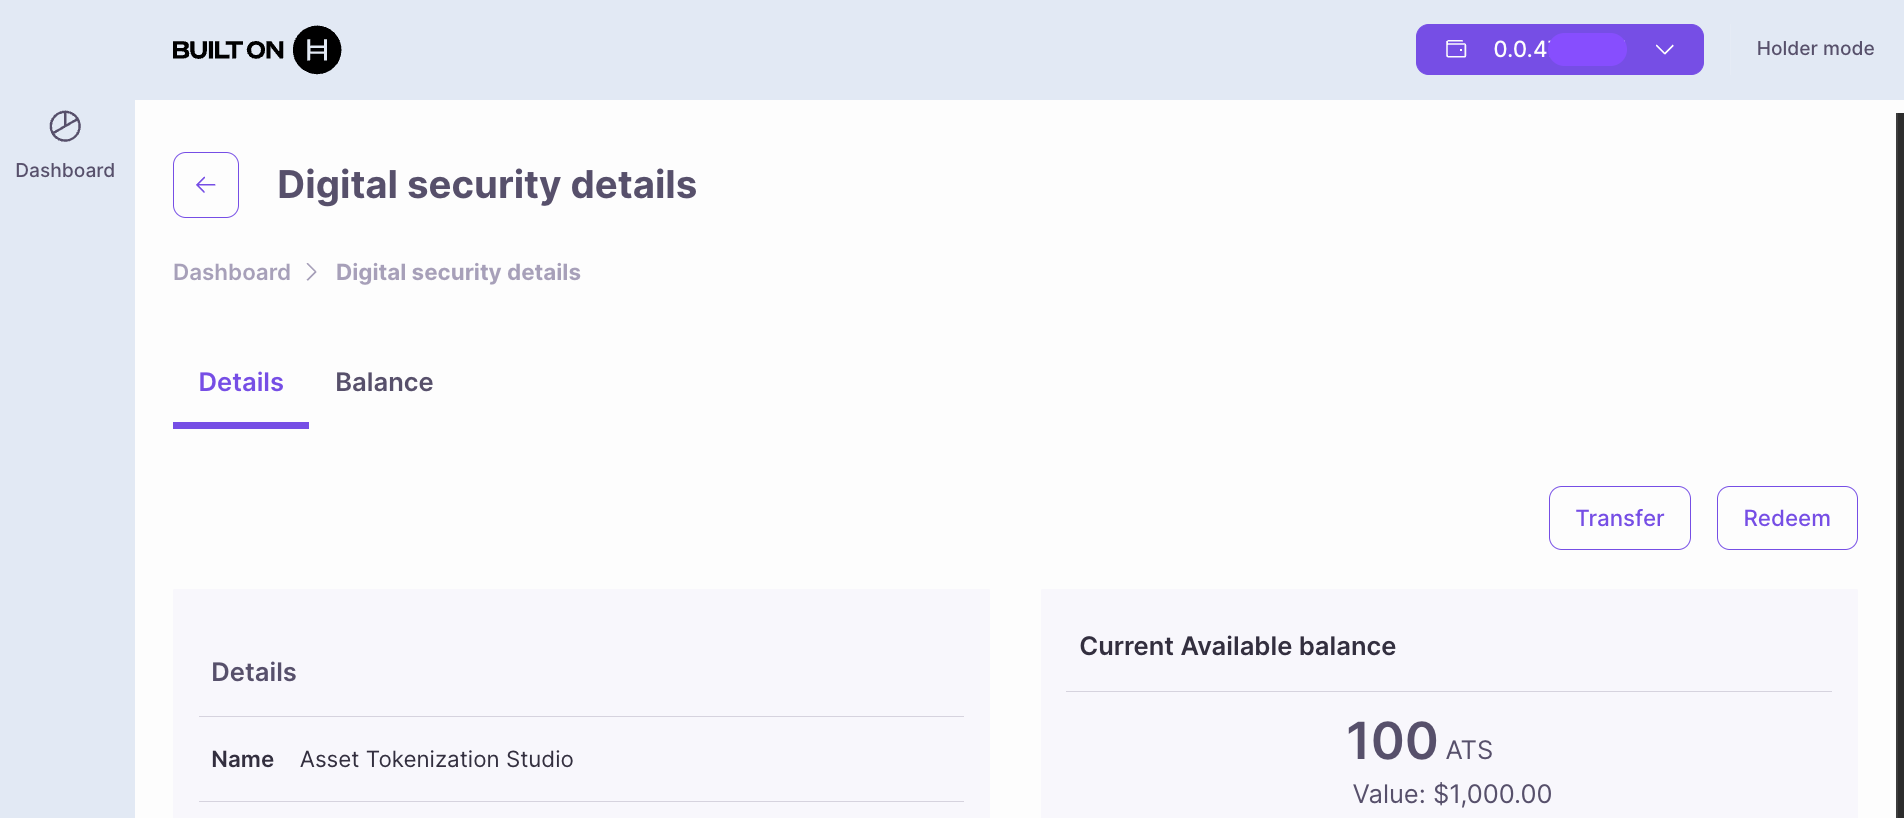 BUILT ON H
0.0.4
Holder mode
Dashboard
Digital security details
Dashboard > Digital security details
Details Balance
Transfer Redeem
Details
Name Asset Tokenization Studio
Current Available balance
100 ATS
Value: $1,000.00